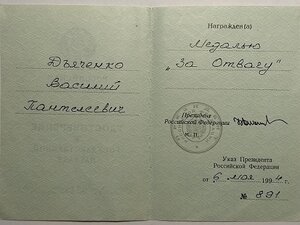 Дьяченко
Василий
Пантелеевич
Награжден(а)
Медалью
„За Отвагу"
Президент
Российской Федерации
М. П.
Указ Президента
Российской Федерации
от 6 мая 1994 г.
№ 891